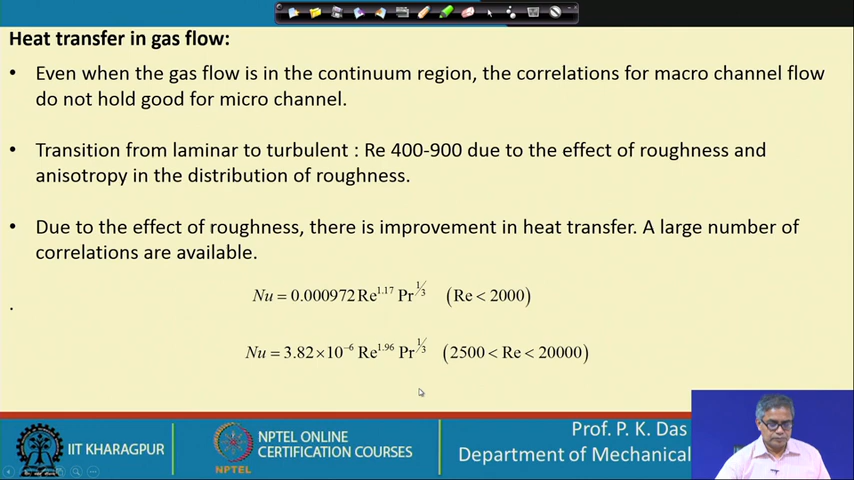 Heat transfer in gas flow:
• Even when the gas flow is in the continuum region, the correlations for macro channel flow
do not hold good for micro channel.
• Transition from laminar to turbulent : Re 400-900 due to the effect of roughness and
anisotropy in the distribution of roughness.
• Due to the effect of roughness, there is improvement in heat transfer. A large number of
correlations are available.
Nu = 0.000972 Re^1.17 Pr^1/3 (Re < 2000)
.
Nu = 3.82×10^−6 Re^1.96 Pr^1/3 (2500 < Re < 20000)
IIT KHARAGPUR
NPTEL
NPTEL ONLINE
CERTIFICATION COURSES
Prof. P. K. Das
Department of Mechanical